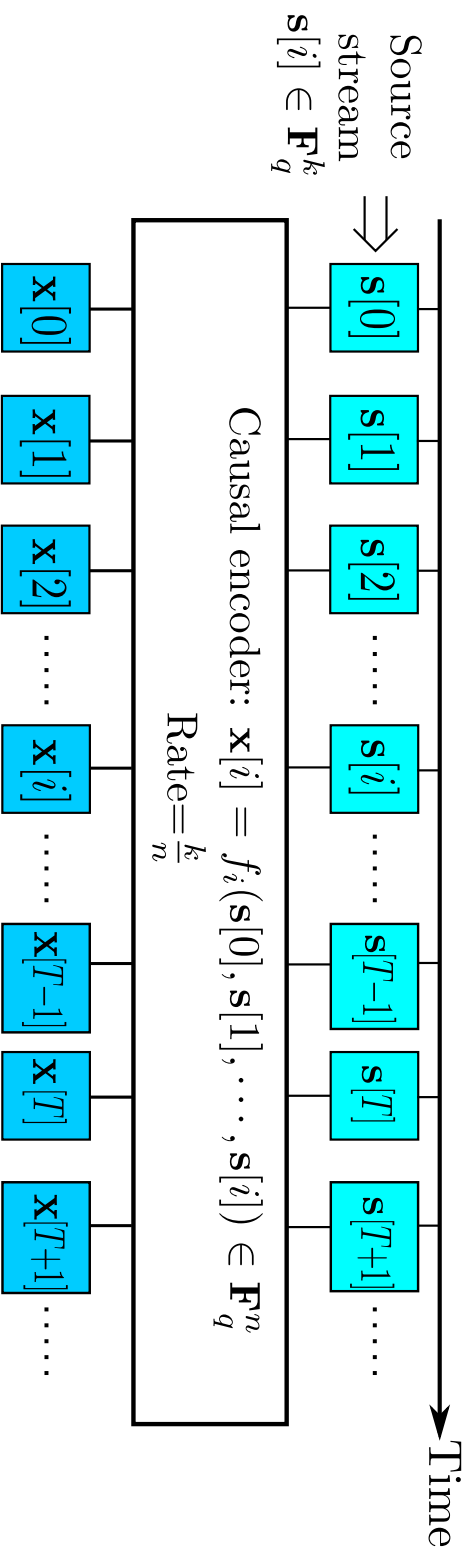 Time
Source
stream
s[i] ∈ F_q^k
s[0] s[1] s[2] ······ s[i] ······ s[T−1] s[T] s[T+1] ······
Causal encoder: x[i] = f_i(s[0], s[1], ···, s[i]) ∈ F_q^n
Rate=k/n
x[0] x[1] x[2] ······ x[i] ······ x[T−1] x[T] x[T+1] ······